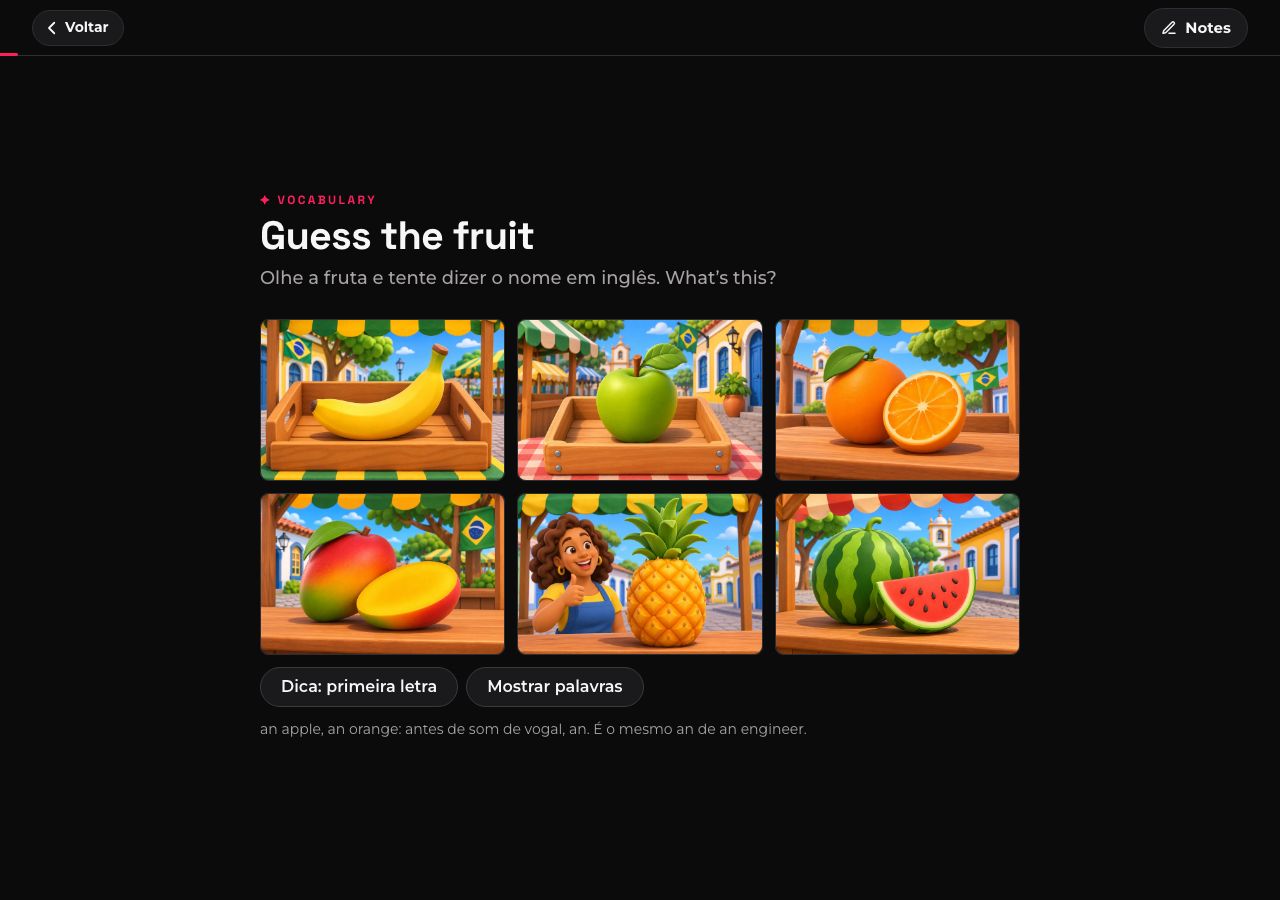 Voltar
Notes
VOCABULARY
Guess the fruit
Olhe a fruta e tente dizer o nome em inglês. What’s this?
Dica: primeira letra
Mostrar palavras
an apple, an orange: antes de som de vogal, an. É o mesmo an de an engineer.